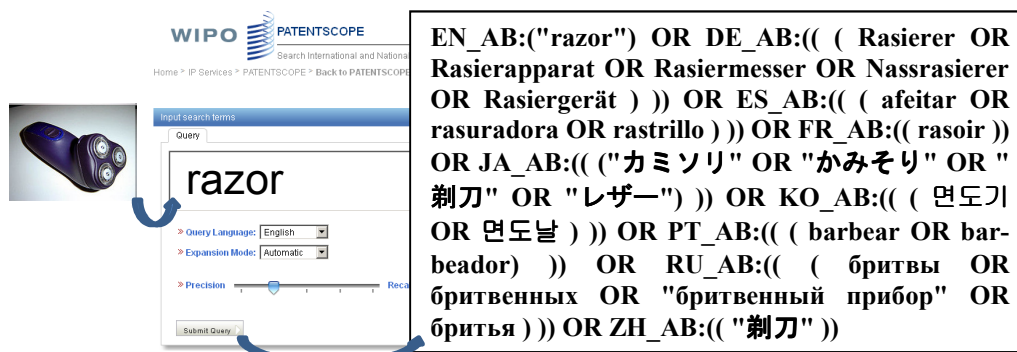 WIPO
PATENTSCOPE
Search International and National
Home > IP Services > PATENTSCOPE > Back to PATENTSCOPE
Input search terms
Query
razor
» Query Language: English
» Expansion Mode: Automatic
» Precision
Submit Query
EN_AB:("razor") OR DE_AB:(( ( Rasierer OR
Rasierapparat OR Rasiermesser OR Nassrasierer
OR Rasiergerät ) )) OR ES_AB:(( ( afeitar OR
rasuradora OR rastrillo ) )) OR FR_AB:(( rasoir ))
OR JA_AB:(( ("カミソリ" OR "かみそり" OR "
剃刀" OR "レザー") )) OR KO_AB:(( ( 면도기
OR 면도날 ) )) OR PT_AB:(( ( barbear OR bar-
beador) )) OR RU_AB:(( ( бритвы OR
бритвенных OR "бритвенный прибор" OR
бритья ) )) OR ZH_AB:(( "剃刀" ))